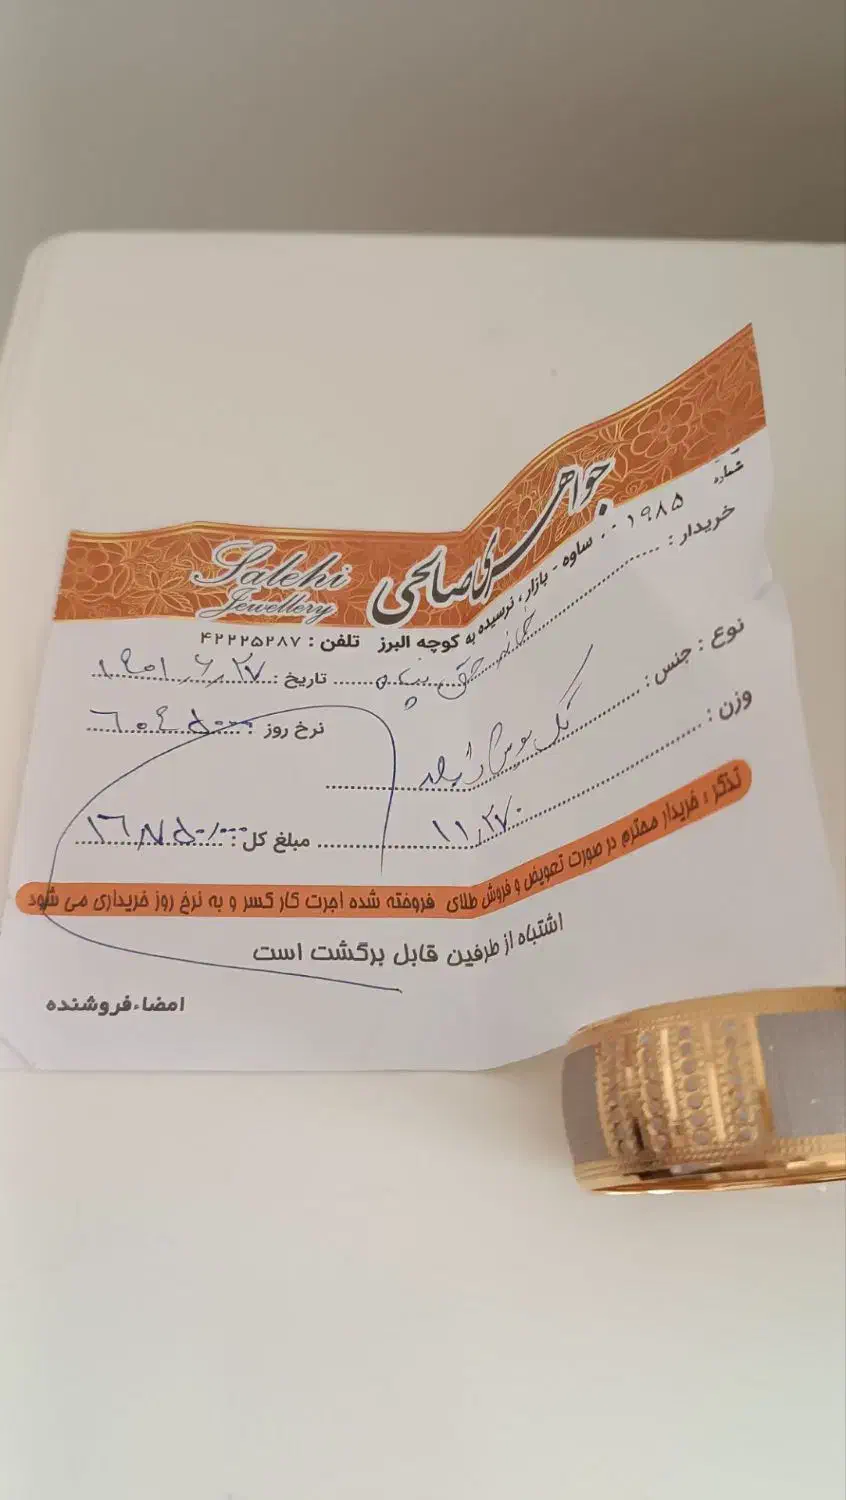 شماره ۰۰۱۹۸۵
جواهری صالحی
Salehi
Jewellery
ساوه - بازار، نرسیده به کوچه البرز تلفن : ۴۲۲۲۵۲۸۷
خریدار : خانم
تاریخ : ۱۴۰۱٫۶٫۲۷
نوع : جنس :
نرخ روز :
وزن : ۱۱٫۲۷۰
مبلغ کل :
تذکر : خریدار محترم در صورت تعویض و فروش طلای فروخته شده اجرت کار کسر و به نرخ روز خریداری می شود
اشتباه از طرفین قابل برگشت است
امضاء فروشنده